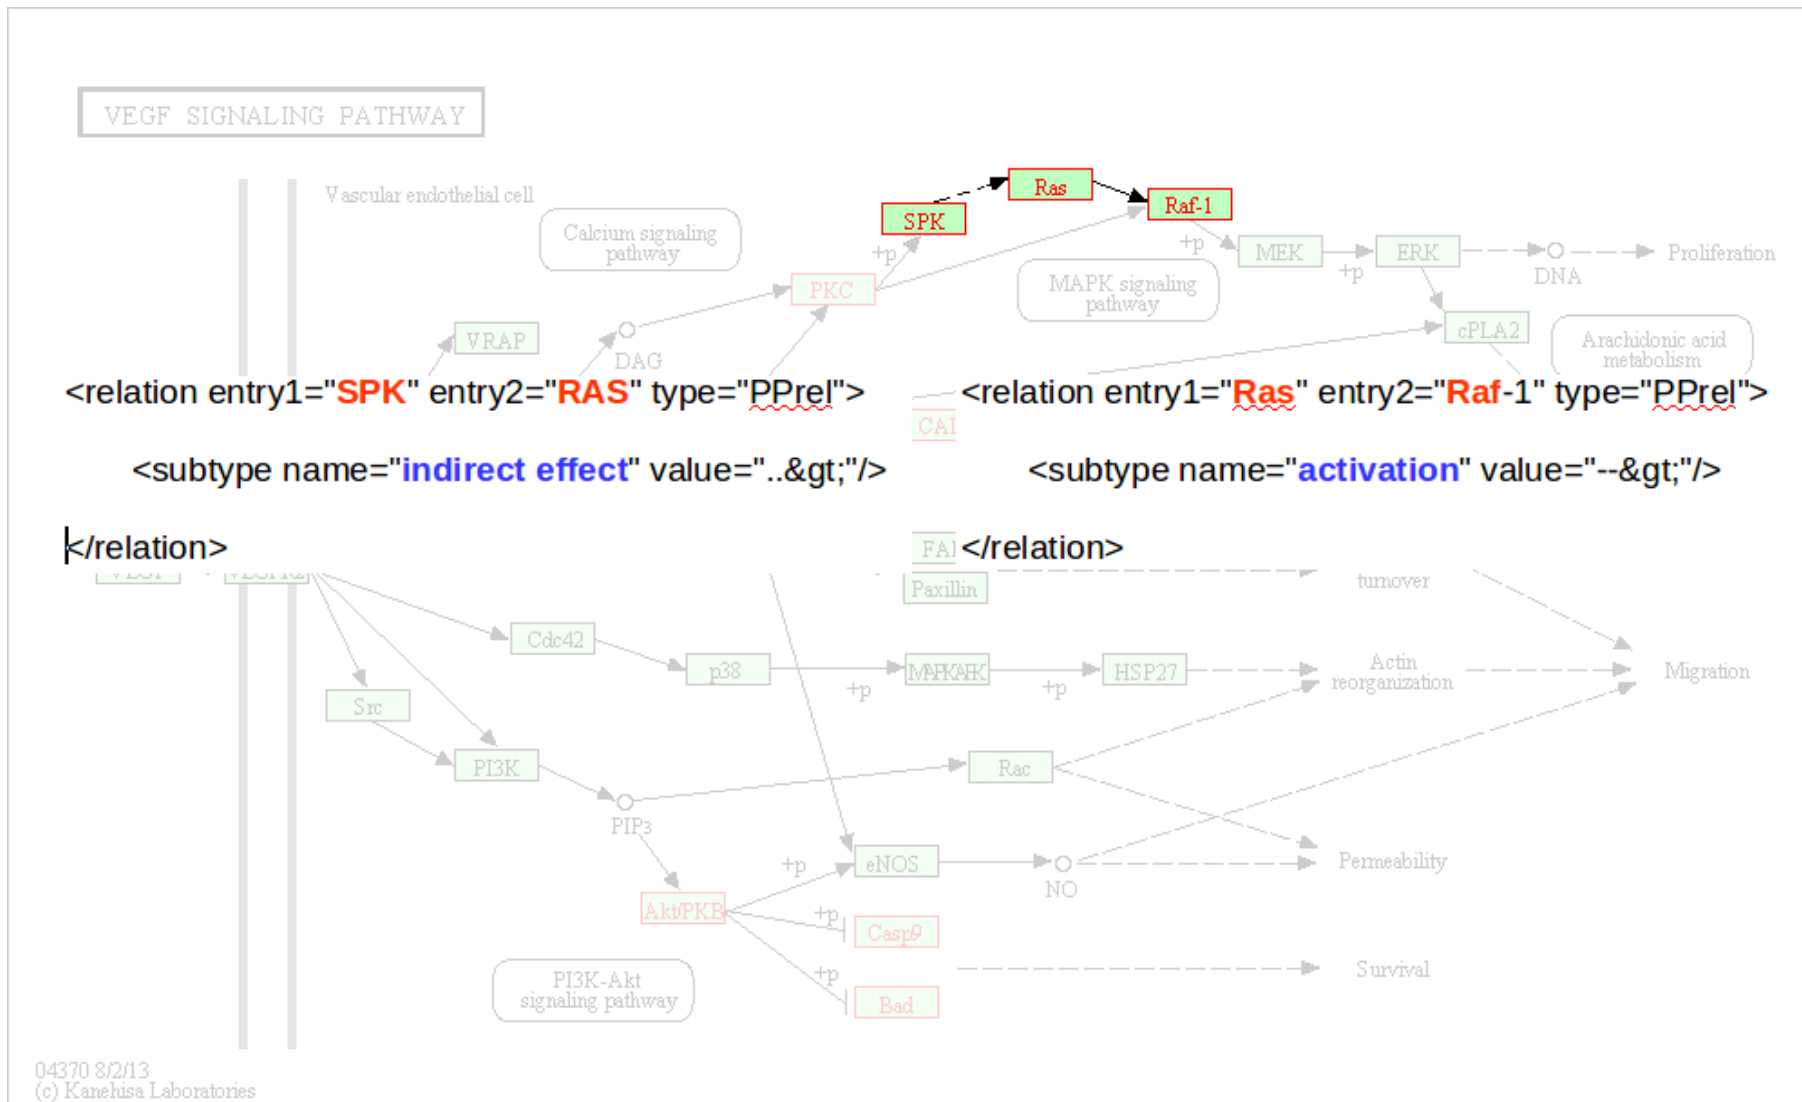 VEGF SIGNALING PATHWAY
Vascular endothelial cell
Ras
Raf-1
SPK
Calcium signaling
pathway
+p
+p
MEK
+p
ERK
DNA
Proliferation
PKC
MAPK signaling
pathway
VRAP
DAG
cPLA2
Arachidonic acid
metabolism
<relation entry1="SPK" entry2="RAS" type="PPrel">
<subtype name="indirect effect" value="..&gt;"/>
</relation>
<relation entry1="Ras" entry2="Raf-1" type="PPrel">
<subtype name="activation" value="--&gt;"/>
</relation>
Paxillin
turnover
Cdc42
p38
+p
MAPKAPK
+p
HSP27
Actin
reorganization
Migration
Src
PI3K
Rac
PIP3
+p
eNOS
NO
Permeability
Akt/PKB
+p
Casp9
+p
Bad
Survival
PI3K-Akt
signaling pathway
04370 8/2/13
(c) Kanehisa Laboratories